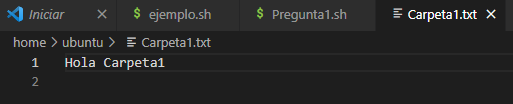 Iniciar $ ejemplo.sh $ Pregunta1.sh Carpeta1.txt ×
home > ubuntu > Carpeta1.txt
1 Hola Carpeta1
2